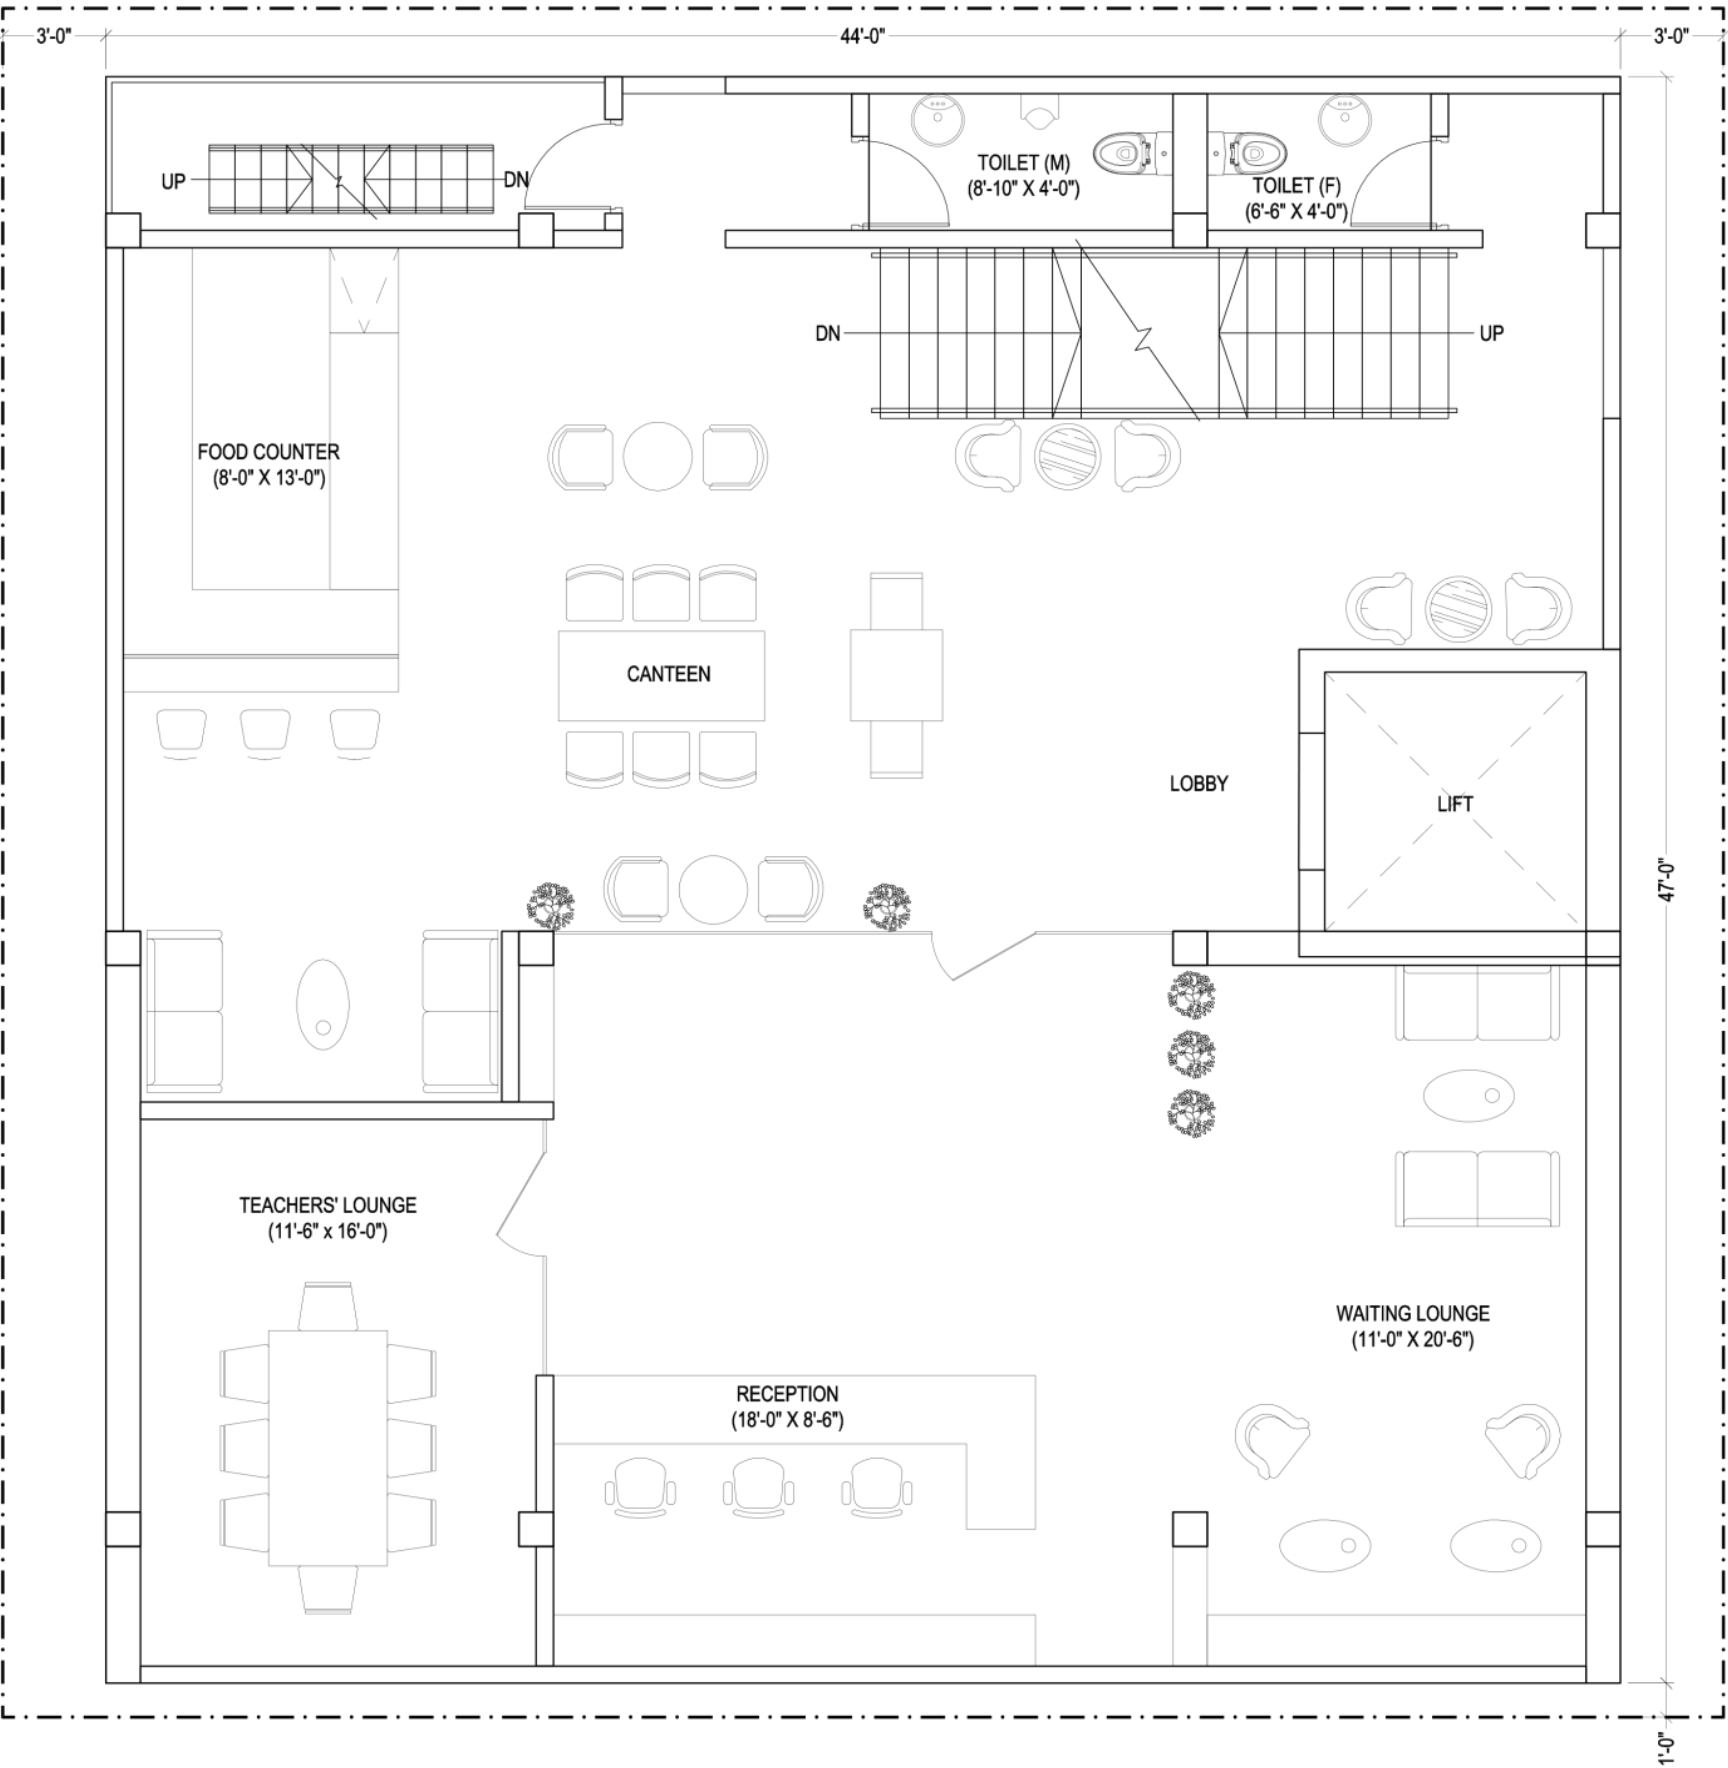 3'-0"
44'-0"
3'-0"
UP
DN
TOILET (M)
(8'-10" X 4'-0")
TOILET (F)
(6'-6" X 4'-0")
DN
UP
FOOD COUNTER
(8'-0" X 13'-0")
CANTEEN
LOBBY
LIFT
47'-0"
TEACHERS' LOUNGE
(11'-6" x 16'-0")
WAITING LOUNGE
(11'-0" X 20'-6")
RECEPTION
(18'-0" X 8'-6")
1'-0"